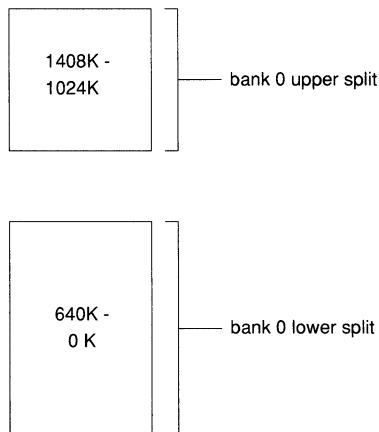 1408K -
1024K
bank 0 upper split
640K -
0 K
bank 0 lower split